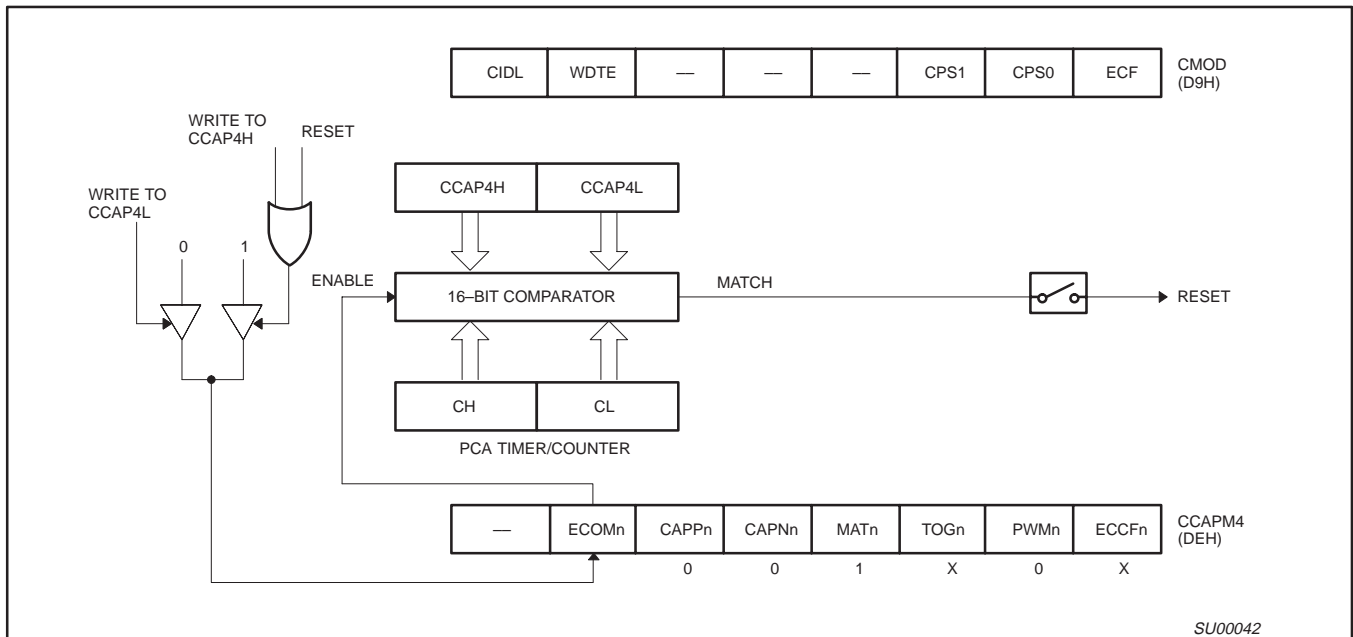 CIDL WDTE –– –– –– CPS1 CPS0 ECF CMOD
(D9H)
WRITE TO
CCAP4H RESET
CCAP4H CCAP4L
WRITE TO
CCAP4L
0 1
ENABLE 16–BIT COMPARATOR MATCH RESET
CH CL
PCA TIMER/COUNTER
–– ECOMn CAPPn CAPNn MATn TOGn PWMn ECCFn CCAPM4
(DEH)
0 0 1 X 0 X
SU00042